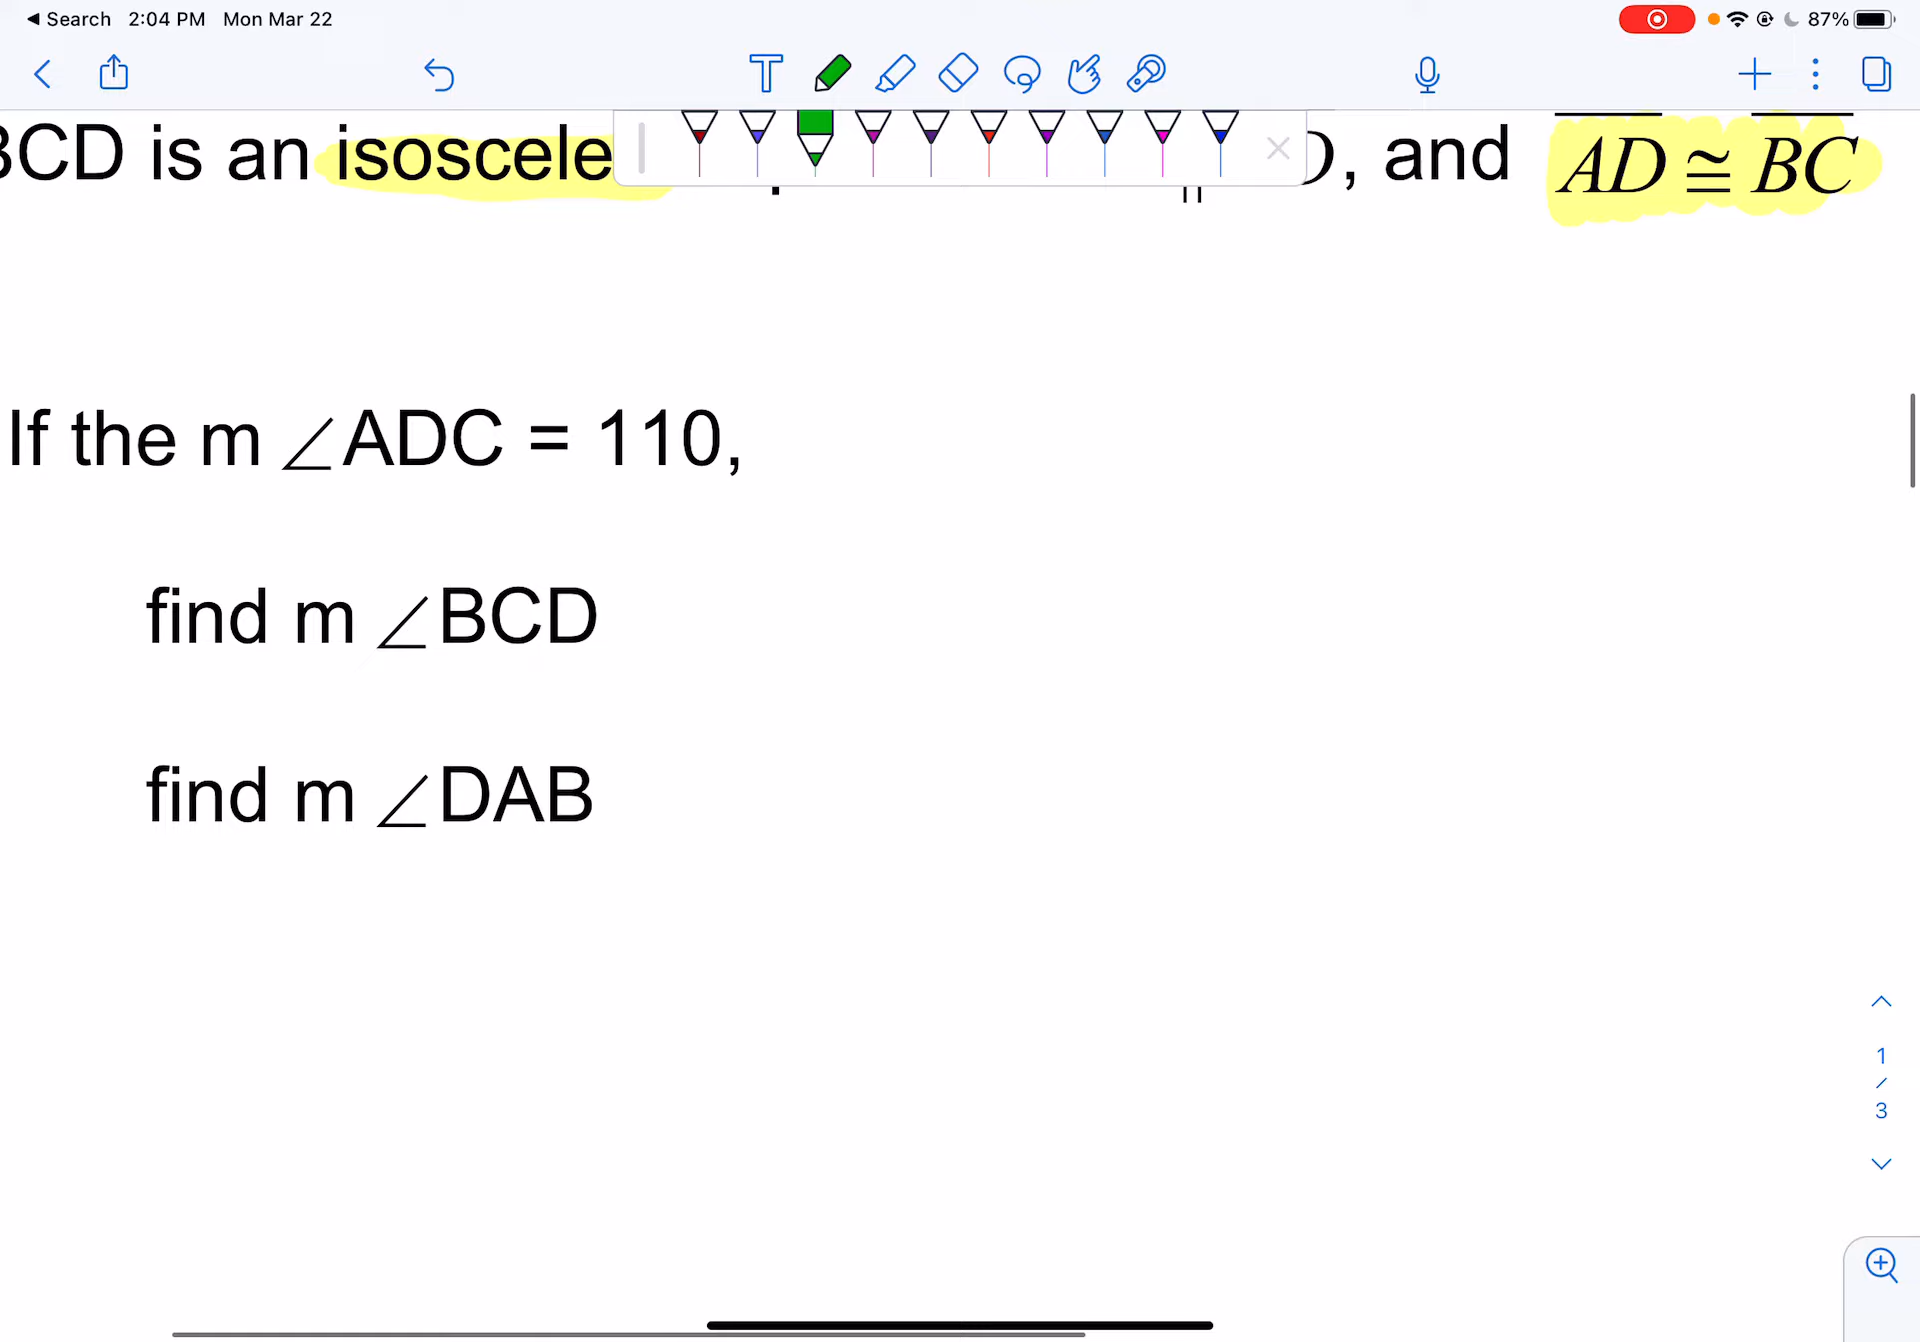 Search 2:04 PM Mon Mar 22 87%
BCD is an isoscele , and AD ≅ BC
If the m ∠ADC = 110,
find m ∠BCD
find m ∠DAB
1
/
3